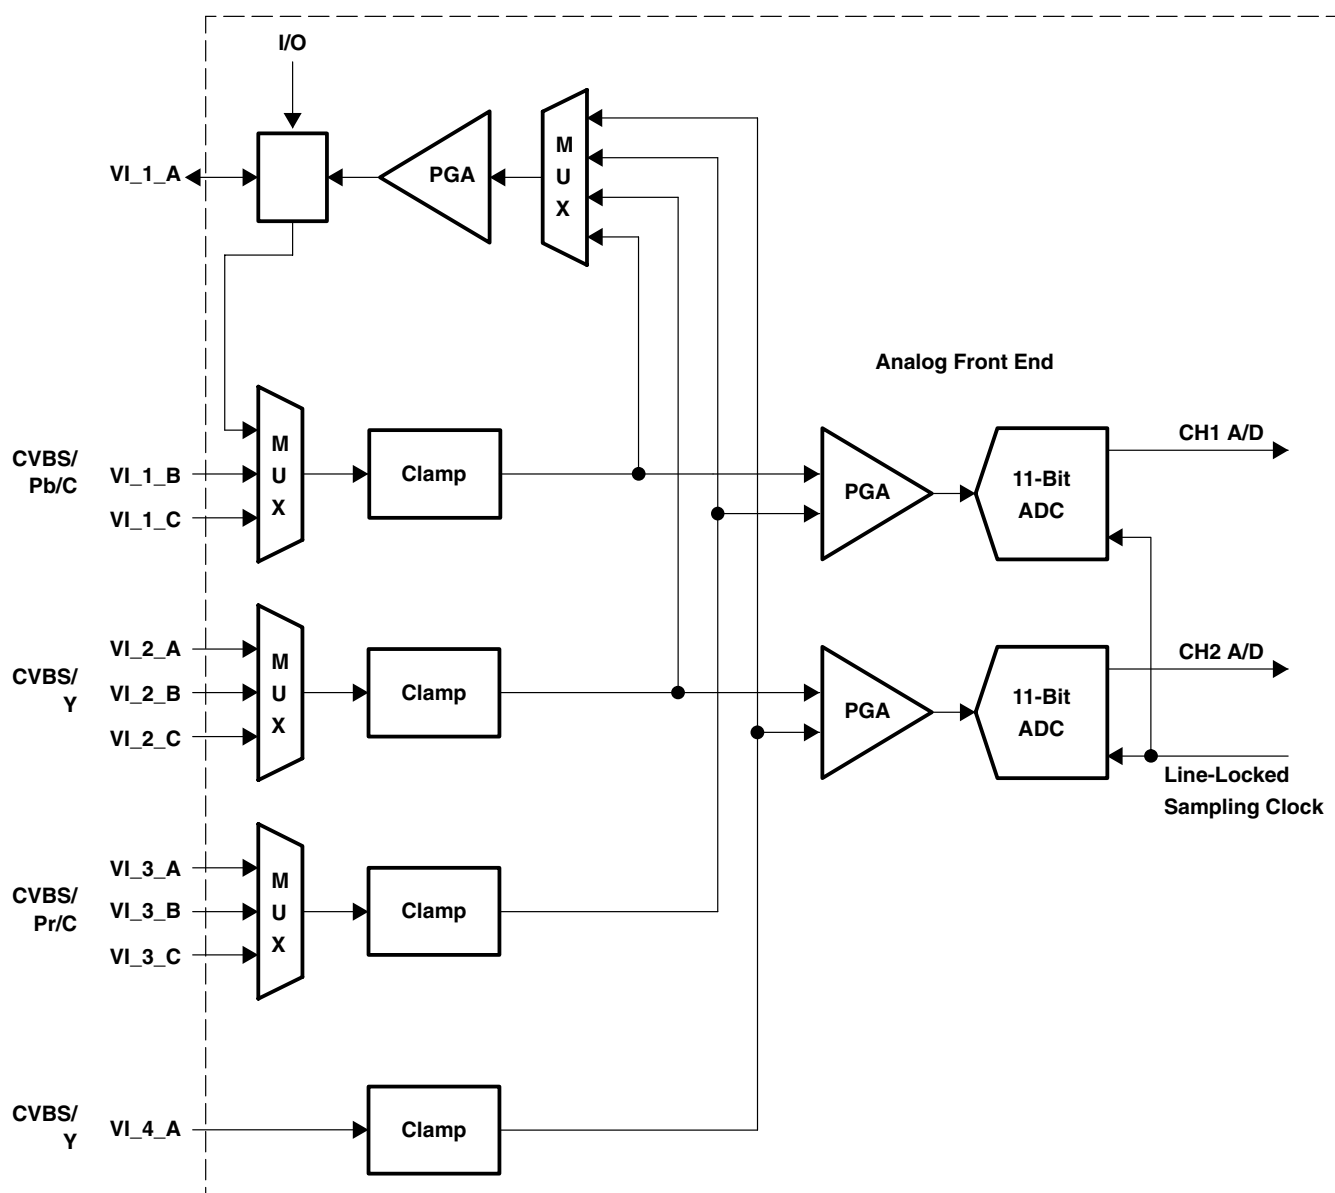 I/O
VI_1_A
PGA
M
U
X
Analog Front End
CVBS/
Pb/C
VI_1_B
VI_1_C
M
U
X
Clamp
PGA
11-Bit
ADC
CH1 A/D
CVBS/
Y
VI_2_A
VI_2_B
VI_2_C
M
U
X
Clamp
PGA
11-Bit
ADC
CH2 A/D
Line-Locked
Sampling Clock
CVBS/
Pr/C
VI_3_A
VI_3_B
VI_3_C
M
U
X
Clamp
CVBS/
Y
VI_4_A
Clamp